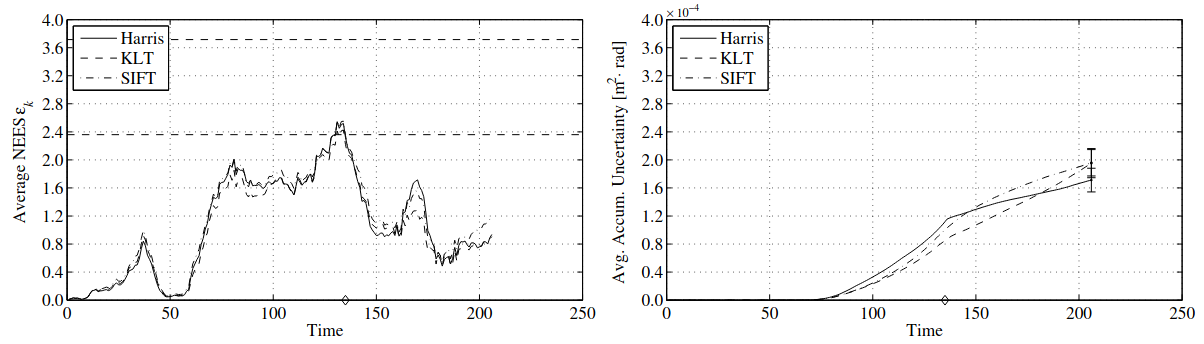 4.0
3.6
3.2
2.8
2.4
2.0
1.6
1.2
0.8
0.4
0.0
Average NEES ε_k
Harris
KLT
SIFT
0 50 100 150 200 250
Time
×10⁻⁴
4.0
3.6
3.2
2.8
2.4
2.0
1.6
1.2
0.8
0.4
0.0
Avg. Accum. Uncertainty [m²· rad]
Harris
KLT
SIFT
0 50 100 150 200 250
Time